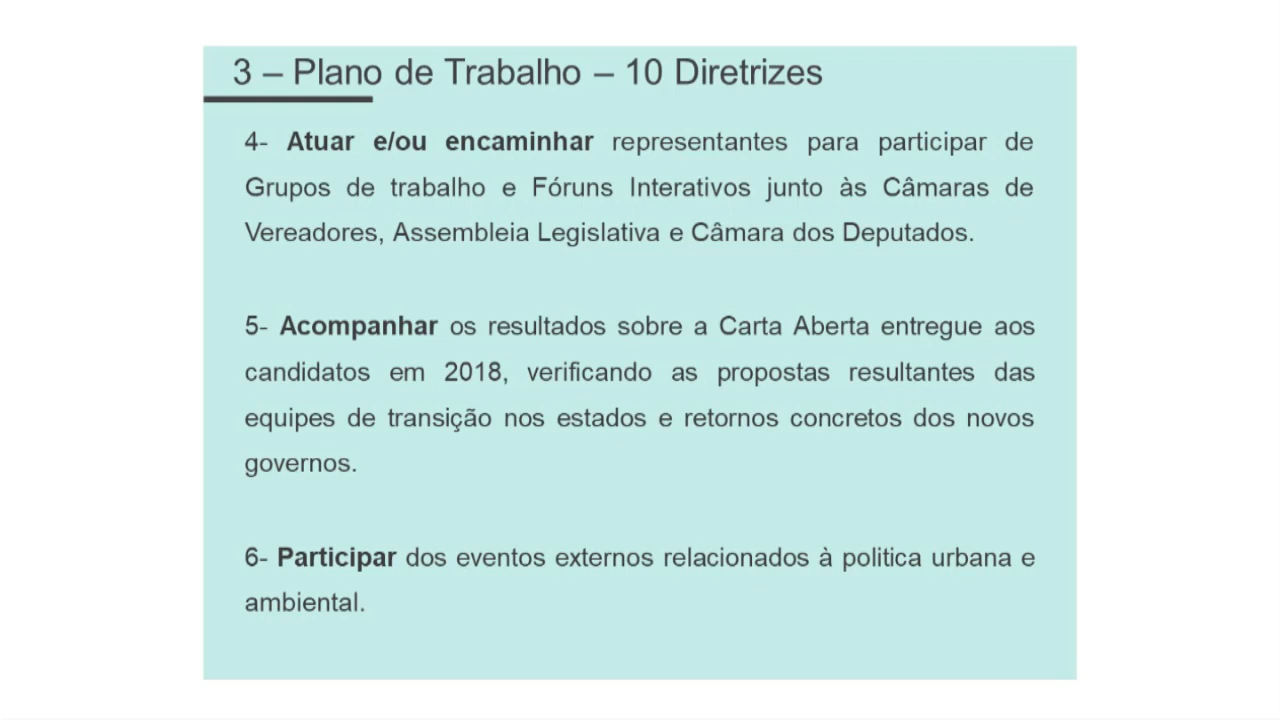 3 – Plano de Trabalho – 10 Diretrizes
4- Atuar e/ou encaminhar representantes para participar de
Grupos de trabalho e Fóruns Interativos junto às Câmaras de
Vereadores, Assembleia Legislativa e Câmara dos Deputados.
5- Acompanhar os resultados sobre a Carta Aberta entregue aos
candidatos em 2018, verificando as propostas resultantes das
equipes de transição nos estados e retornos concretos dos novos
governos.
6- Participar dos eventos externos relacionados à politica urbana e
ambiental.